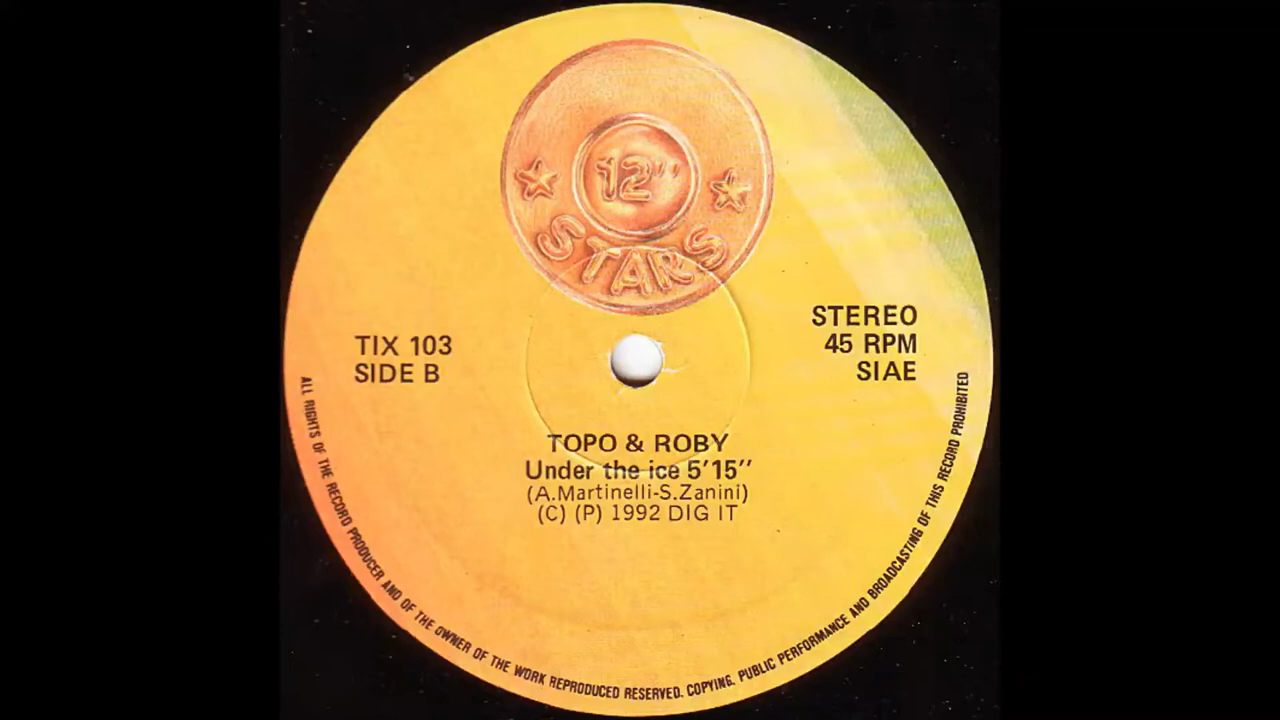 12"
STARS
TIX 103
SIDE B
STEREO
45 RPM
SIAE
TOPO & ROBY
Under the ice 5'15"
(A.Martinelli-S.Zanini)
(C) (P) 1992 DIG IT
ALL RIGHTS OF THE RECORD PRODUCER AND OF THE OWNER OF THE WORK REPRODUCED RESERVED. COPYING. PUBLIC PERFORMANCE AND BROADCASTING OF THIS RECORD PROHIBITED